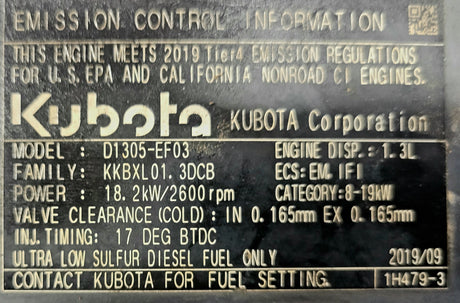 EMISSION CONTROL INFORMATION
THIS ENGINE MEETS 2019 Tier4 EMISSION REGULATIONS
FOR U.S. EPA AND CALIFORNIA NONROAD CI ENGINES.
Kubota KUBOTA Corporation
MODEL : D1305-EF03 ENGINE DISP.: 1.3L
FAMILY: KKBXL01.3DCB ECS: EM, IFI
POWER : 18.2kW/2600rpm CATEGORY: 8-19kW
VALVE CLEARANCE (COLD) : IN 0.165mm EX 0.165mm
INJ. TIMING: 17 DEG BTDC
ULTRA LOW SULFUR DIESEL FUEL ONLY 2019/09
CONTACT KUBOTA FOR FUEL SETTING. 1H479-3